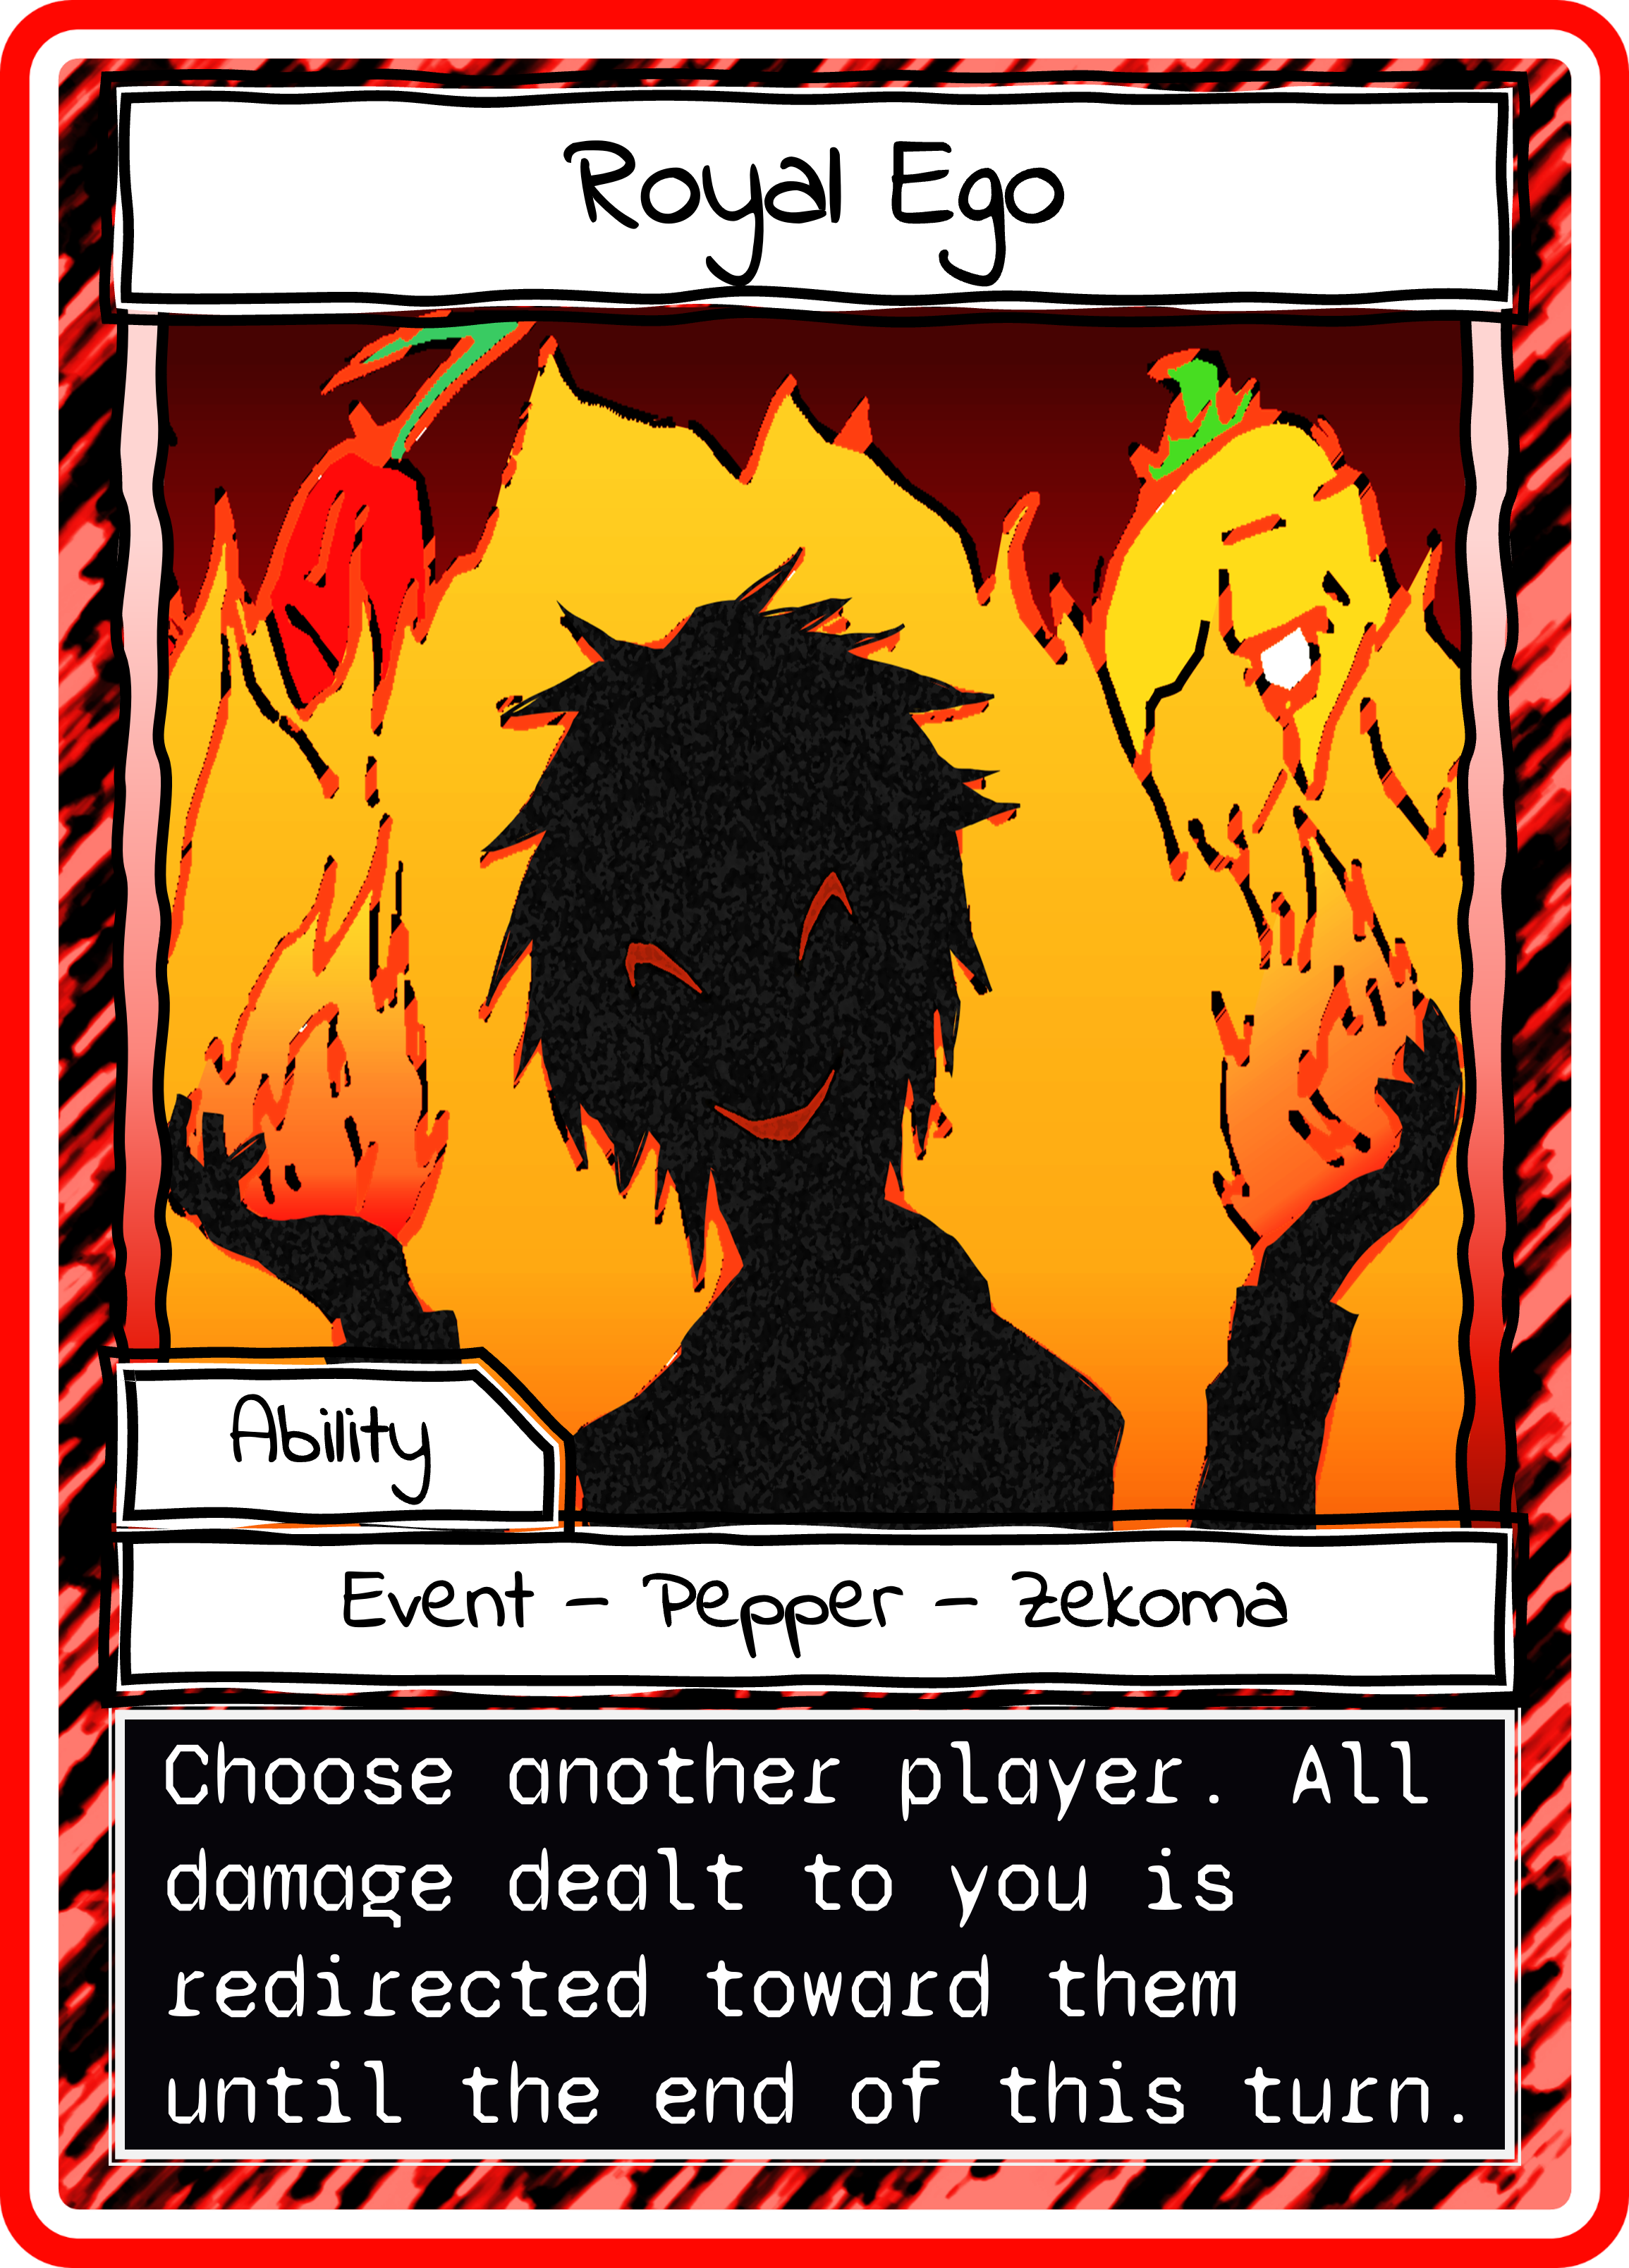 Royal Ego
Ability
Event – Pepper – Zekoma
Choose another player. All
damage dealt to you is
redirected toward them
until the end of this turn.